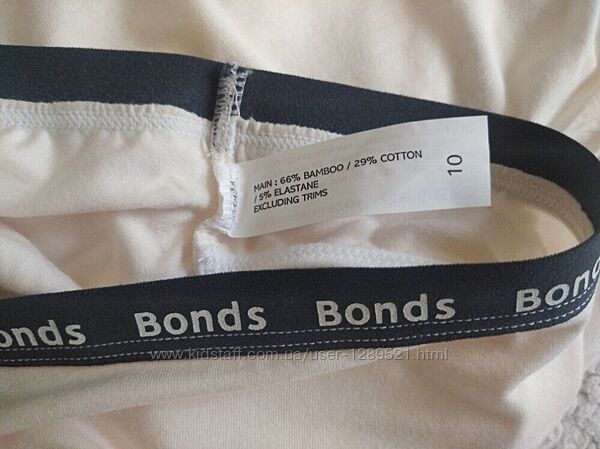 MAIN : 66% BAMBOO / 29% COTTON
/ 5% ELASTANE
EXCLUDING TRIMS
10
onds Bonds Bonds Bond
www.kidstaff.com.ua/user-1289521.html